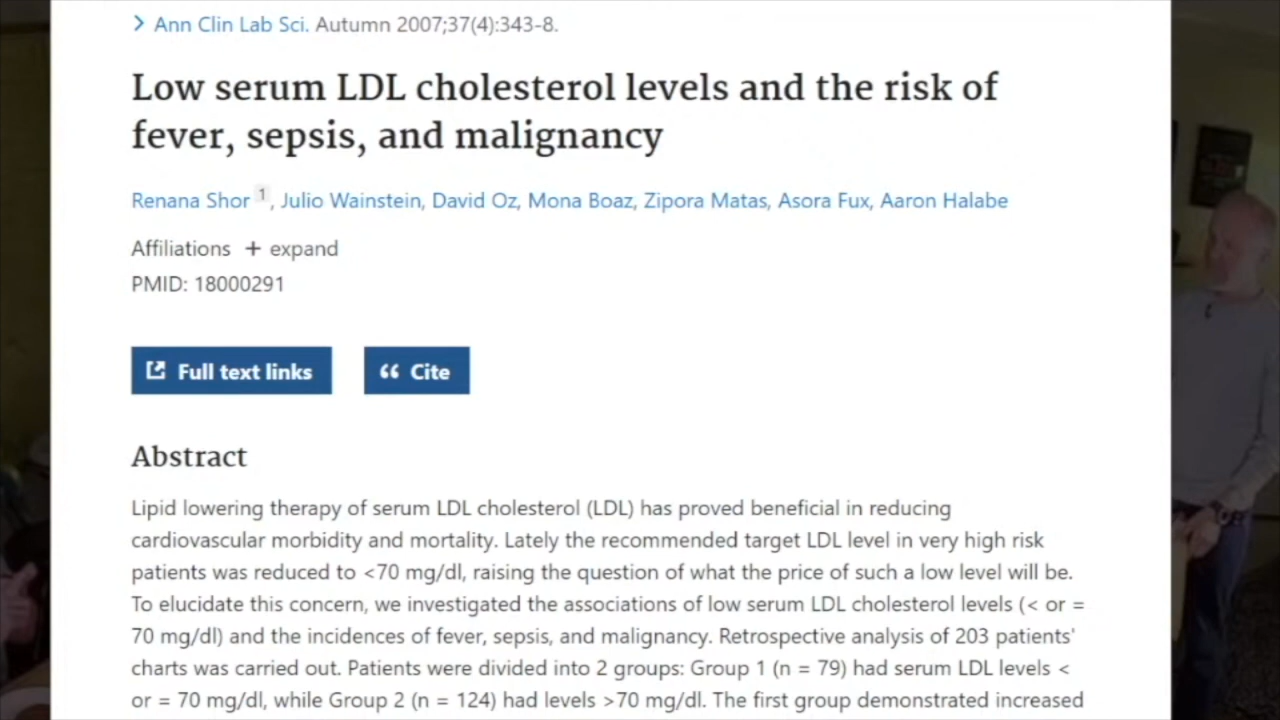 > Ann Clin Lab Sci. Autumn 2007;37(4):343-8.
Low serum LDL cholesterol levels and the risk of
fever, sepsis, and malignancy
Renana Shor 1, Julio Wainstein, David Oz, Mona Boaz, Zipora Matas, Asora Fux, Aaron Halabe
Affiliations + expand
PMID: 18000291
Full text links
“ Cite
Abstract
Lipid lowering therapy of serum LDL cholesterol (LDL) has proved beneficial in reducing
cardiovascular morbidity and mortality. Lately the recommended target LDL level in very high risk
patients was reduced to <70 mg/dl, raising the question of what the price of such a low level will be.
To elucidate this concern, we investigated the associations of low serum LDL cholesterol levels (< or =
70 mg/dl) and the incidences of fever, sepsis, and malignancy. Retrospective analysis of 203 patients'
charts was carried out. Patients were divided into 2 groups: Group 1 (n = 79) had serum LDL levels <
or = 70 mg/dl, while Group 2 (n = 124) had levels >70 mg/dl. The first group demonstrated increased